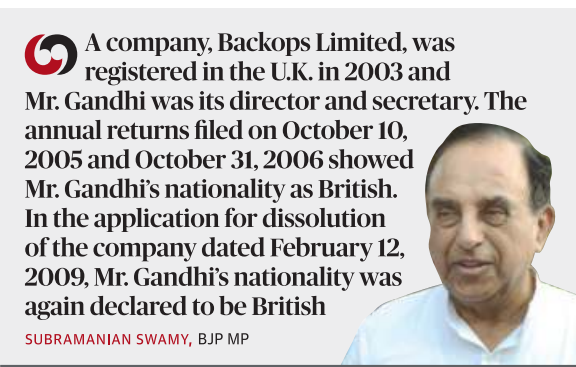 A company, Backops Limited, was
registered in the U.K. in 2003 and
Mr. Gandhi was its director and secretary. The
annual returns filed on October 10,
2005 and October 31, 2006 showed
Mr. Gandhi's nationality as British.
In the application for dissolution
of the company dated February 12,
2009, Mr. Gandhi's nationality was
again declared to be British
SUBRAMANIAN SWAMY, BJP MP